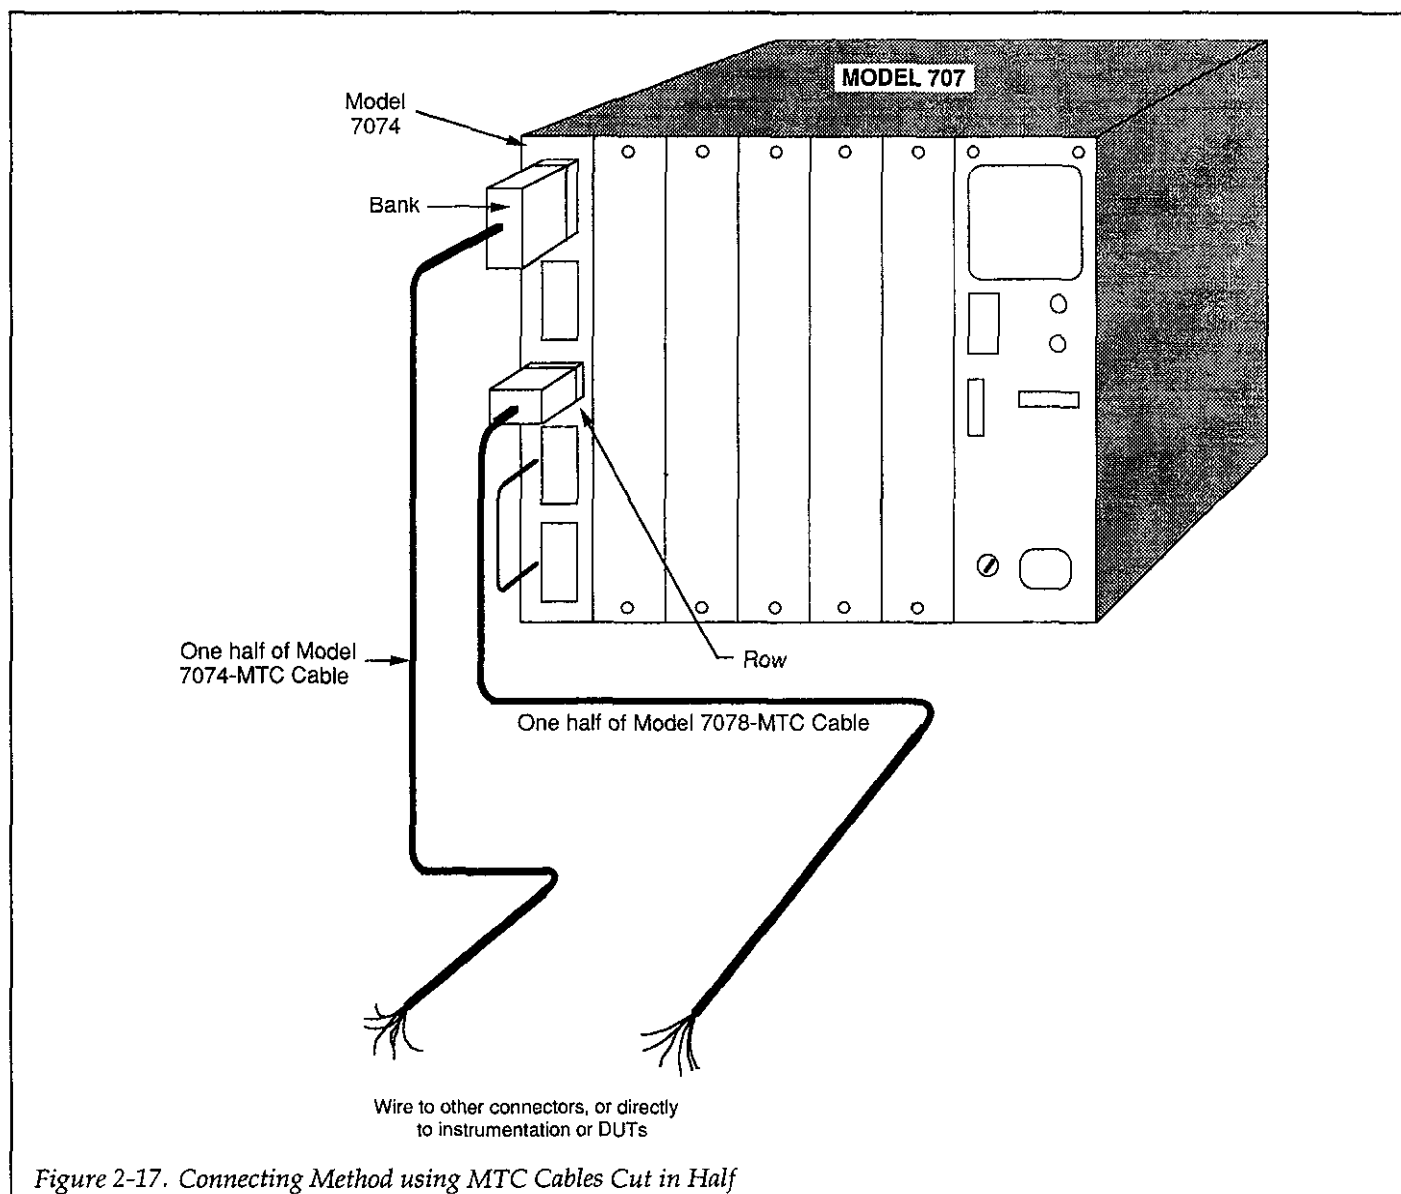 MODEL 707
Model
7074
Bank
One half of Model
7074-MTC Cable
Row
One half of Model 7078-MTC Cable
Wire to other connectors, or directly
to instrumentation or DUTs
Figure 2-17. Connecting Method using MTC Cables Cut in Half